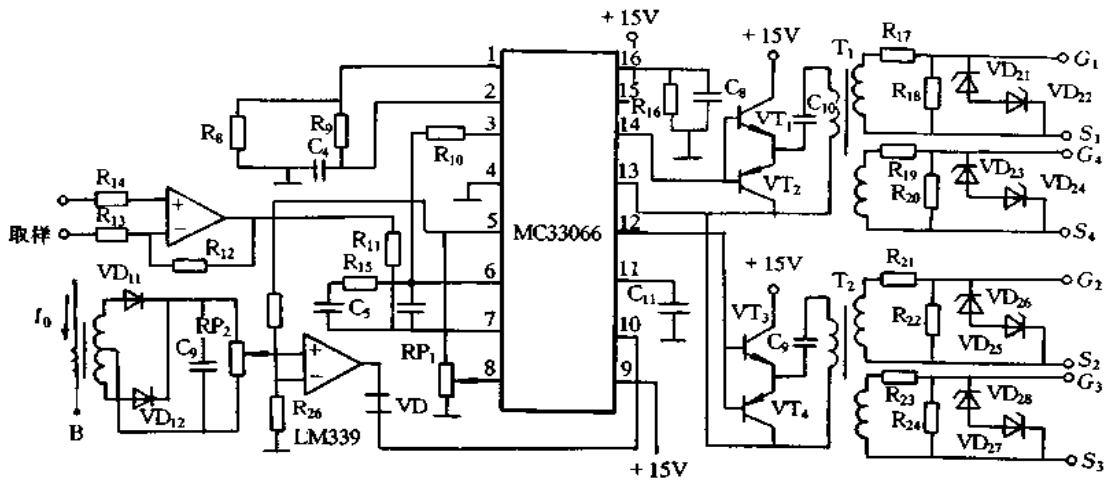 +15V
+15V
1
2
3
4
5
6
7
8
16
15
14
13
12
11
10
9
MC33066
R₈
R₉
C₄
R₁₀
R₁₄
R₁₃
取样
R₁₂
R₁₁
R₁₅
C₅
VD₁₁
I₀
RP₂
C₉
VD₁₂
B
R₂₆
LM339
VD
RP₁
+15V
R₁₆
C₈
VT₁
VT₂
C₁₀
T₁
R₁₇
R₁₈
VD₂₁
VD₂₂
G₁
S₁
R₁₉
R₂₀
VD₂₃
VD₂₄
G₄
S₄
C₁₁
+15V
VT₃
VT₄
C₉
T₂
R₂₁
R₂₂
VD₂₆
VD₂₅
G₂
S₂
R₂₃
R₂₄
VD₂₈
VD₂₇
G₃
S₃